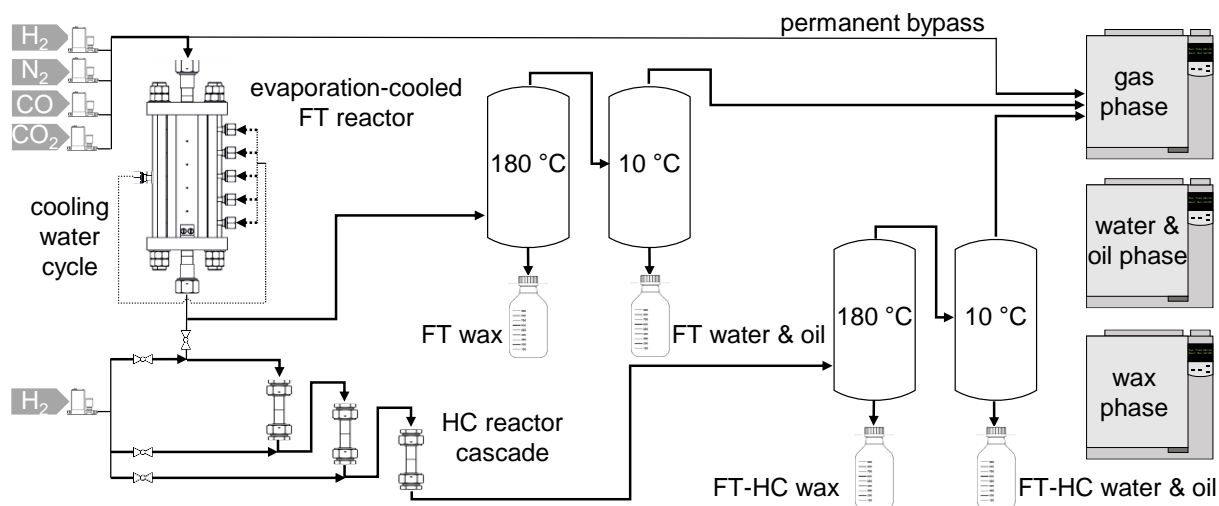 H2
N2
CO
CO2
permanent bypass
evaporation-cooled
FT reactor
cooling
water
cycle
180 °C
10 °C
FT wax
FT water & oil
gas
phase
water &
oil phase
wax
phase
H2
HC reactor
cascade
180 °C
10 °C
FT-HC wax
FT-HC water & oil